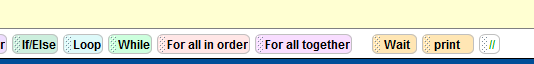 r If/Else Loop While For all in order For all together Wait print //